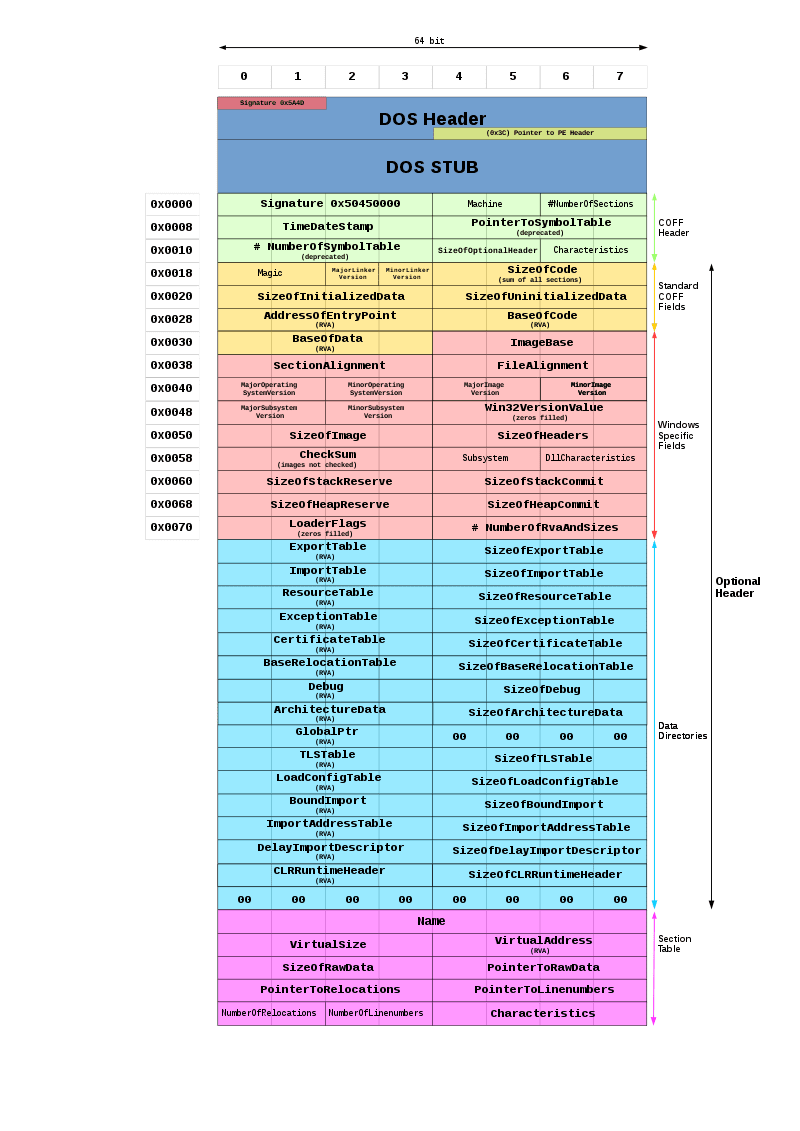 64 bit
0 1 2 3 4 5 6 7
Signature 0x5A4D
DOS Header
(0x3C) Pointer to PE Header
DOS STUB
0x0000 Signature 0x50450000 Machine #NumberOfSections
0x0008 TimeDateStamp PointerToSymbolTable
(deprecated)
COFF
Header
0x0010 # NumberOfSymbolTable SizeOfOptionalHeader Characteristics
(deprecated)
0x0018 Magic MajorLinker MinorLinker SizeOfCode
Version Version (sum of all sections)
0x0020 SizeOfInitializedData SizeOfUninitializedData
Standard
COFF
Fields
0x0028 AddressOfEntryPoint BaseOfCode
(RVA) (RVA)
0x0030 BaseOfData ImageBase
(RVA)
0x0038 SectionAlignment FileAlignment
0x0040 MajorOperating MinorOperating MajorImage MinorImage
SystemVersion SystemVersion Version Version
0x0048 MajorSubsystem MinorSubsystem Win32VersionValue
Version Version (zeros filled)
0x0050 SizeOfImage SizeOfHeaders
Windows
Specific
Fields
0x0058 CheckSum Subsystem DllCharacteristics
(images not checked)
0x0060 SizeOfStackReserve SizeOfStackCommit
0x0068 SizeOfHeapReserve SizeOfHeapCommit
0x0070 LoaderFlags # NumberOfRvaAndSizes
(zeros filled)
ExportTable SizeOfExportTable
(RVA)
ImportTable SizeOfImportTable
(RVA)
Optional
Header
ResourceTable SizeOfResourceTable
(RVA)
ExceptionTable SizeOfExceptionTable
(RVA)
CertificateTable SizeOfCertificateTable
(RVA)
BaseRelocationTable SizeOfBaseRelocationTable
(RVA)
Debug SizeOfDebug
(RVA)
ArchitectureData SizeOfArchitectureData
(RVA)
GlobalPtr 00 00 00 00
(RVA)
Data
Directories
TLSTable SizeOfTLSTable
(RVA)
LoadConfigTable SizeOfLoadConfigTable
(RVA)
BoundImport SizeOfBoundImport
(RVA)
ImportAddressTable SizeOfImportAddressTable
(RVA)
DelayImportDescriptor SizeOfDelayImportDescriptor
(RVA)
CLRRuntimeHeader SizeOfCLRRuntimeHeader
(RVA)
00 00 00 00 00 00 00 00
Name
VirtualSize VirtualAddress
(RVA)
Section
Table
SizeOfRawData PointerToRawData
PointerToRelocations PointerToLinenumbers
NumberOfRelocations NumberOfLinenumbers Characteristics